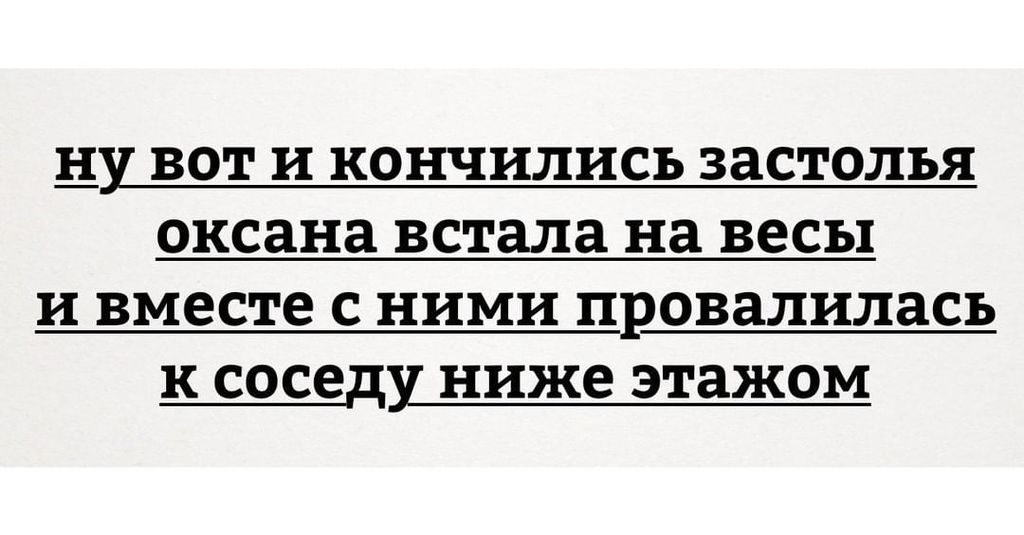 ну вот и кончились застолья
оксана встала на весы
и вместе с ними провалилась
к соседу ниже этажом